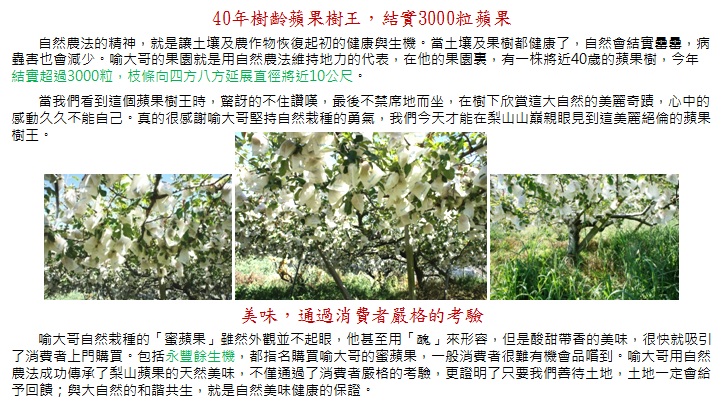 40年樹齡蘋果樹王，結實3000粒蘋果
自然農法的精神，就是讓土壤及農作物恢復起初的健康與生機。當土壤及果樹都健康了，自然會結實纍纍，病
蟲害也會減少。喻大哥的果園就是用自然農法維持地力的代表，在他的果園裏，有一株將近40歲的蘋果樹，今年
結實超過3000粒，枝條向四方八方延展直徑將近10公尺。
當我們看到這個蘋果樹王時，驚訝的不住讚嘆，最後不禁席地而坐，在樹下欣賞這大自然的美麗奇蹟，心中的
感動久久不能自己。真的很感謝喻大哥堅持自然栽種的勇氣，我們今天才能在梨山山巔親眼見到這美麗絕倫的蘋果
樹王。
美味，通過消費者嚴格的考驗
喻大哥自然栽種的「蜜蘋果」雖然外觀並不起眼，他甚至用「醜」來形容，但是酸甜帶香的美味，很快就吸引
了消費者上門購買。包括永豐餘生機，都指名購買喻大哥的蜜蘋果，一般消費者很難有機會品嚐到。喻大哥用自然
農法成功傳承了梨山蘋果的天然美味，不僅通過了消費者嚴格的考驗，更證明了只要我們善待土地，土地一定會給
予回饋；與大自然的和諧共生，就是自然美味健康的保證。